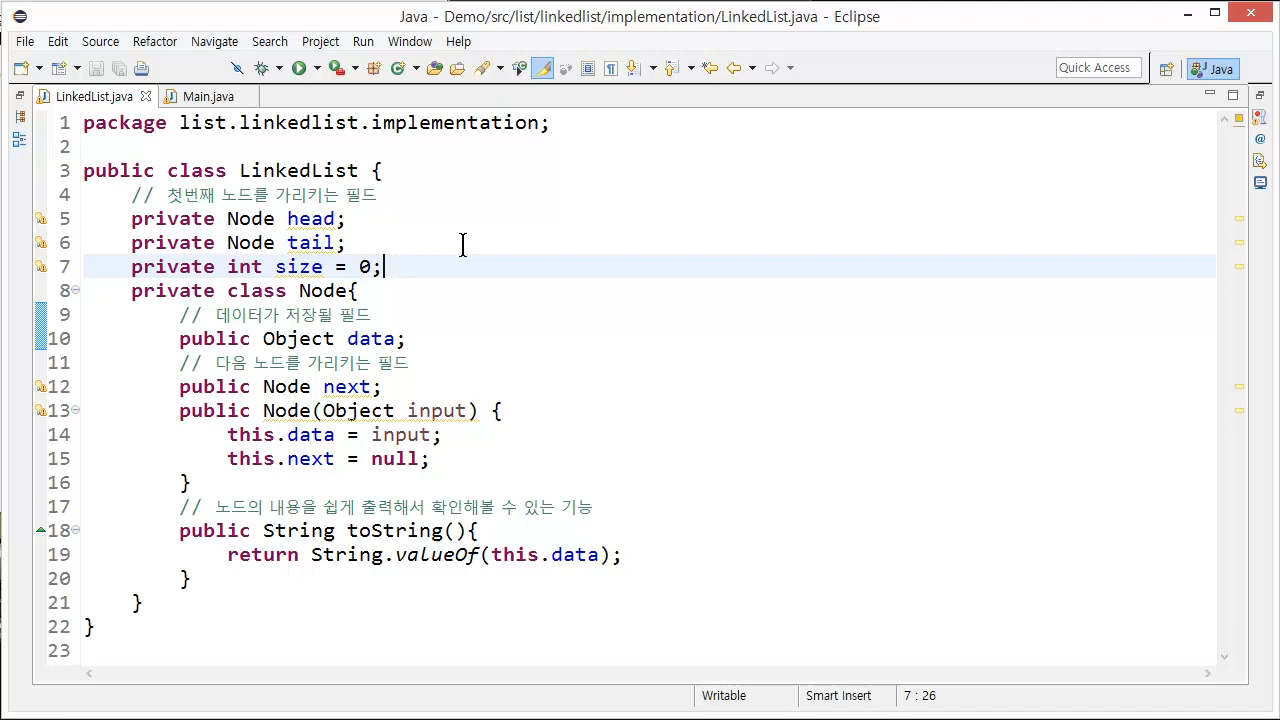 Java - Demo/src/list/linkedlist/implementation/LinkedList.java - Eclipse
File Edit Source Refactor Navigate Search Project Run Window Help
Quick Access Java
LinkedList.java Main.java
1 package list.linkedlist.implementation;
2
3 public class LinkedList {
4 // 첫번째 노드를 가리키는 필드
5 private Node head;
6 private Node tail;
7 private int size = 0;
8 private class Node{
9 // 데이터가 저장될 필드
10 public Object data;
11 // 다음 노드를 가리키는 필드
12 public Node next;
13 public Node(Object input) {
14 this.data = input;
15 this.next = null;
16 }
17 // 노드의 내용을 쉽게 출력해서 확인해볼 수 있는 기능
18 public String toString(){
19 return String.valueOf(this.data);
20 }
21 }
22 }
23
Writable Smart Insert 7 : 26